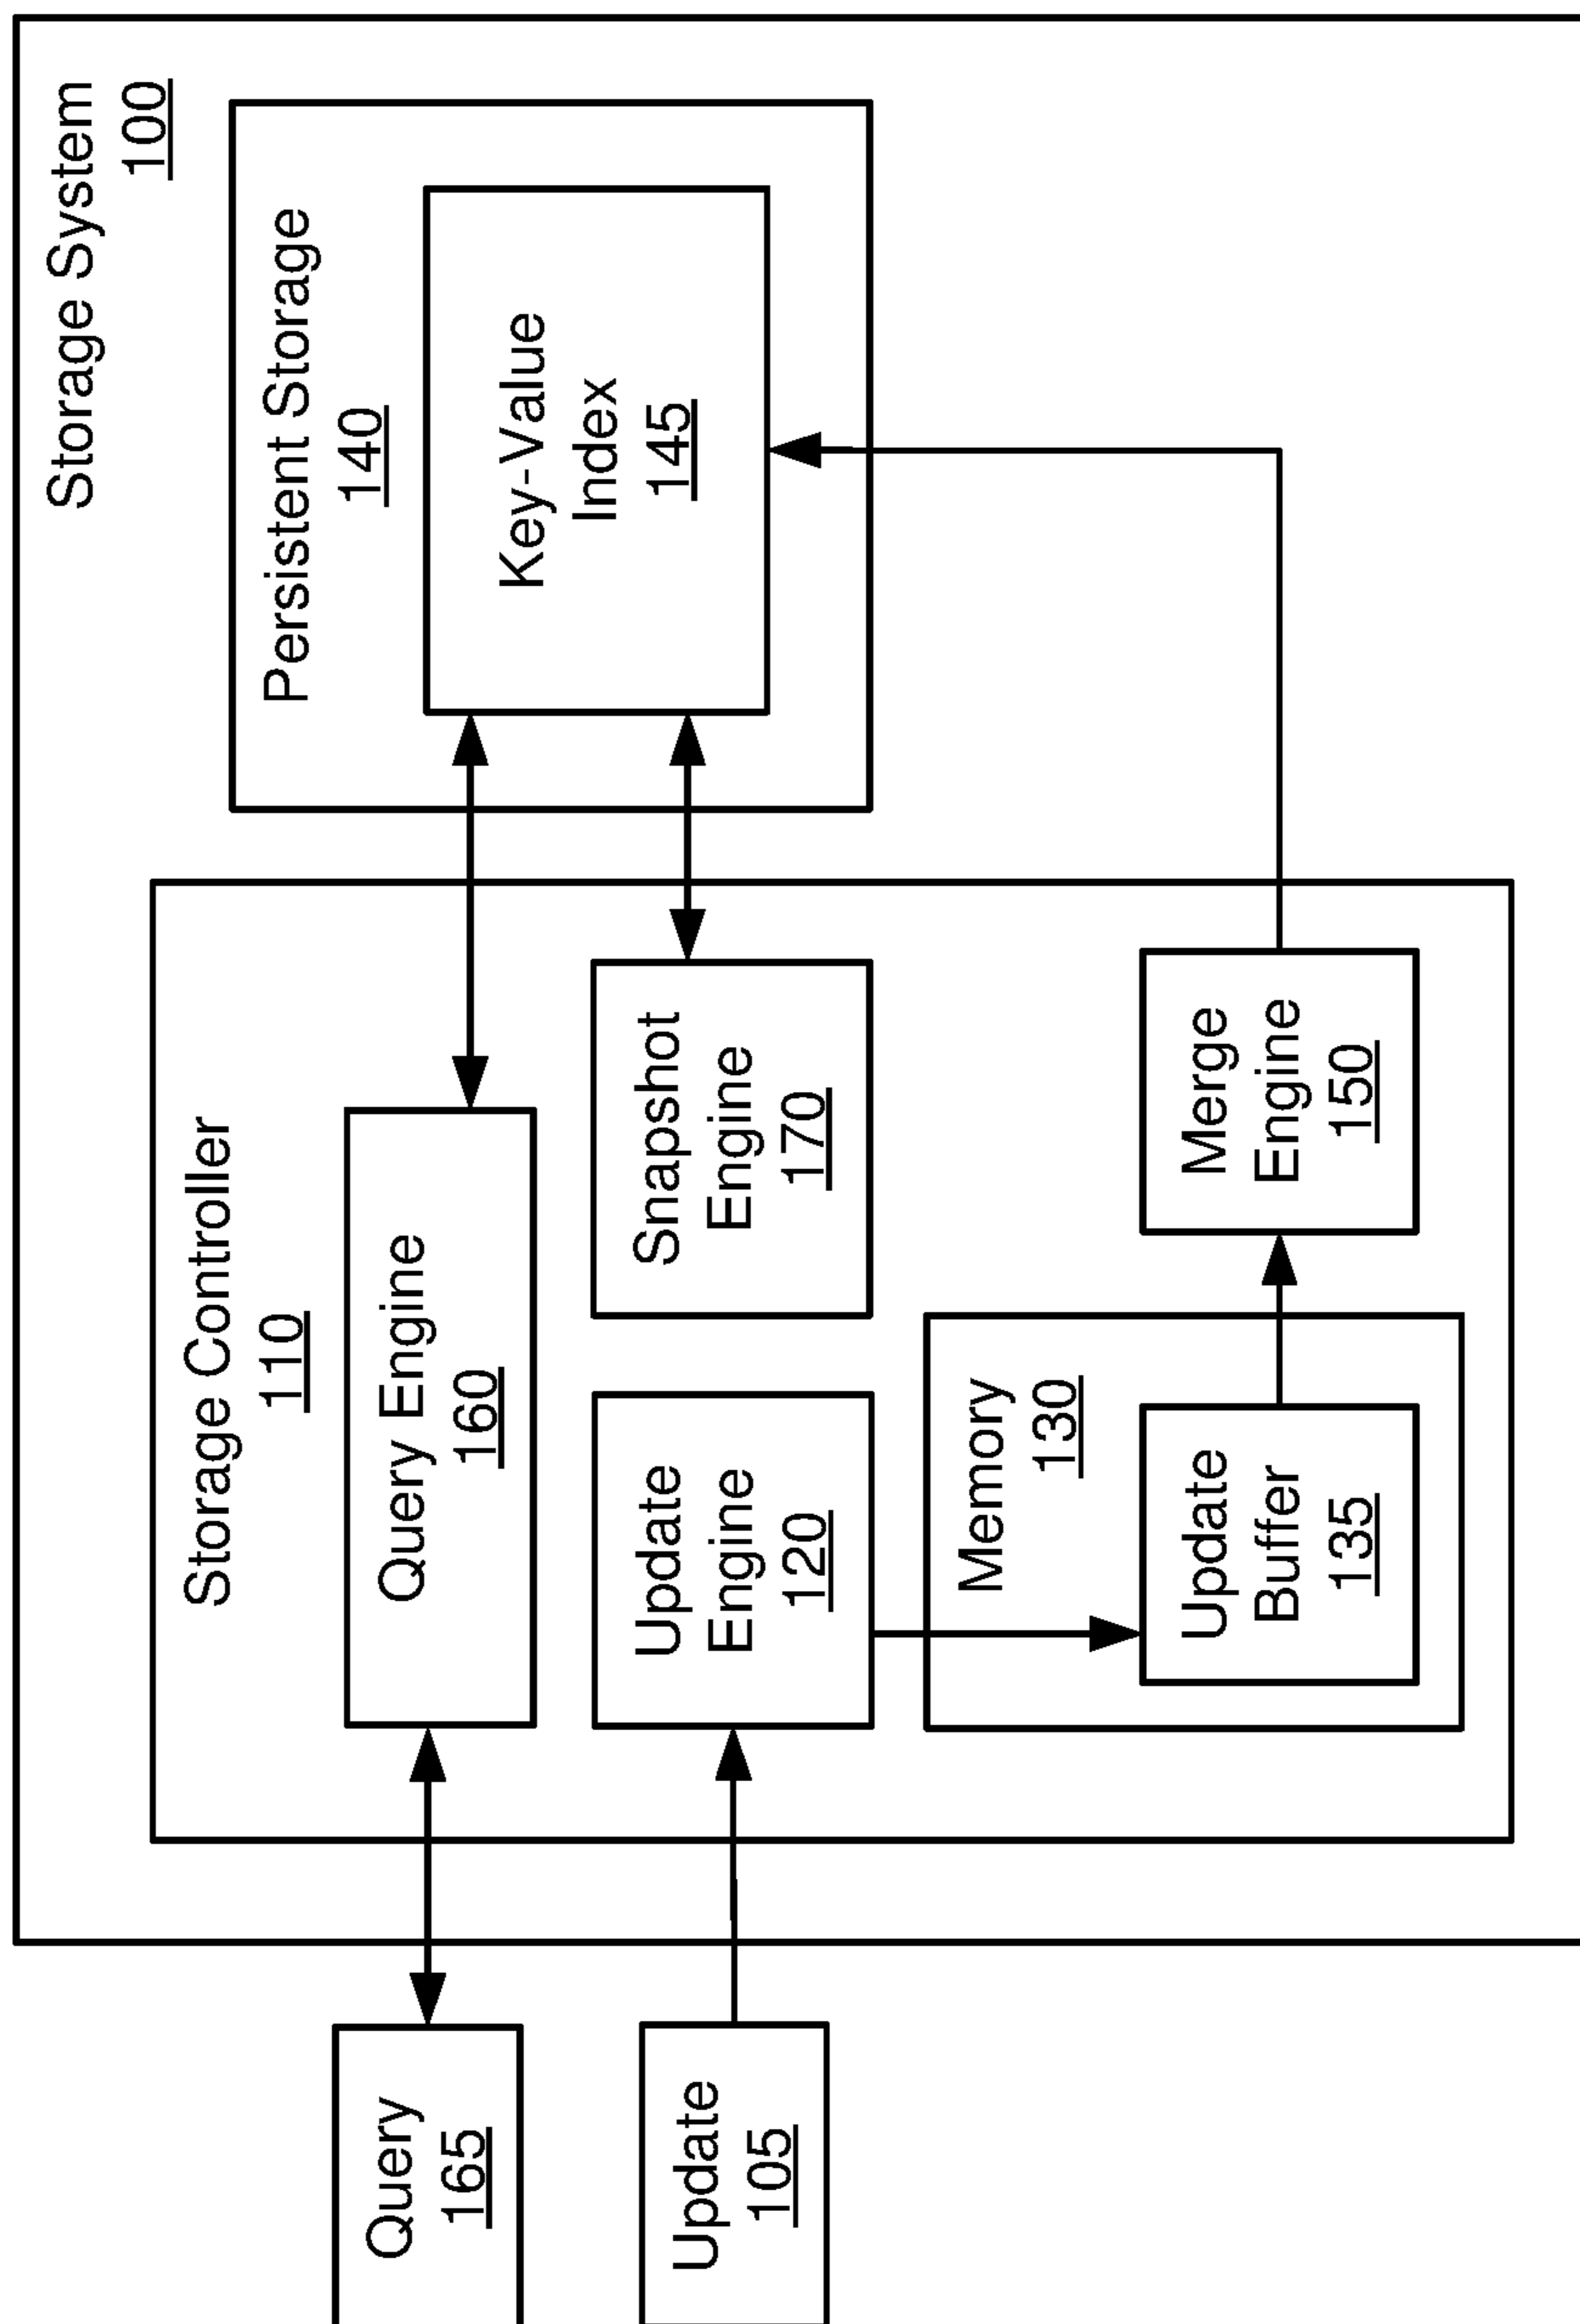 Storage System
100
Storage Controller
110
Persistent Storage
140
Query
165
Query Engine
160
Key-Value
Index
145
Update
105
Update
Engine
120
Snapshot
Engine
170
Memory
130
Update
Buffer
135
Merge
Engine
150